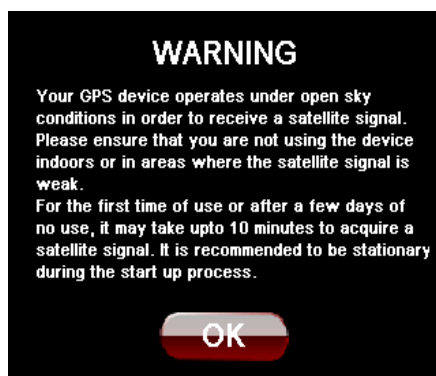 WARNING
Your GPS device operates under open sky
conditions in order to receive a satellite signal.
Please ensure that you are not using the device
indoors or in areas where the satellite signal is
weak.
For the first time of use or after a few days of
no use, it may take upto 10 minutes to acquire a
satellite signal. It is recommended to be stationary
during the start up process.
OK